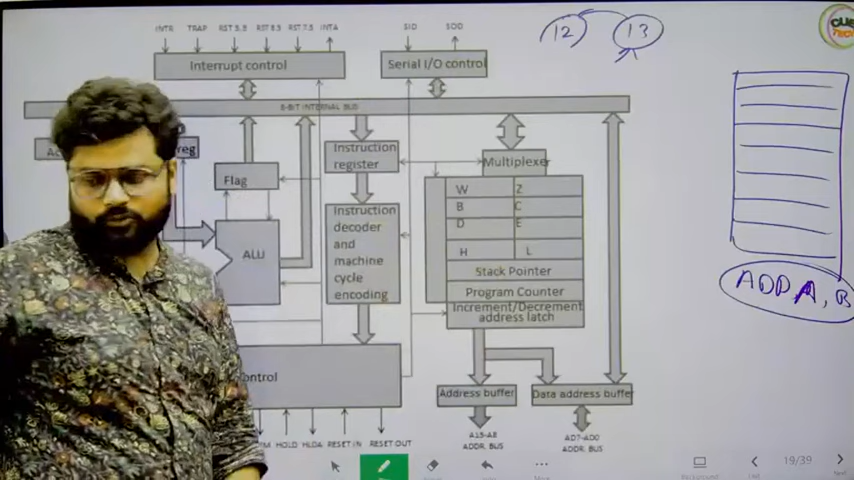 INTR TRAP RST 5.5 RST 6.5 RST 7.5 INTA
SID SOD
12 13
Interrupt control
Serial I/O control
8-BIT INTERNAL BUS
reg
Instruction
register
Multiplexer
Flag
W Z
B C
D E
H L
Instruction
decoder
and
machine
cycle
encoding
ALU
Stack Pointer
Program Counter
Increment/Decrement
address latch
ADD A, B
ontrol
Address buffer
Data address buffer
HOLD HLDA RESET IN RESET OUT
A15-A8
ADDR. BUS
AD7-AD0
ADDR. BUS
19/39